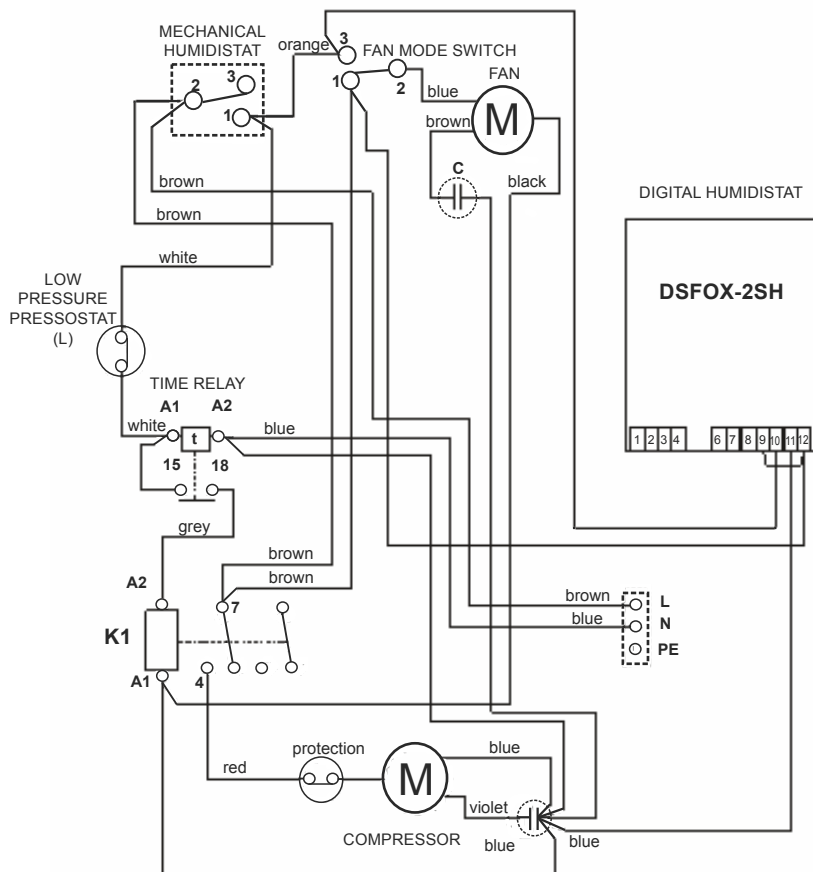 MECHANICAL
HUMIDISTAT
orange
3
FAN MODE SWITCH
1
2
FAN
blue
M
brown
black
C
2
3
1
brown
brown
white
DIGITAL HUMIDISTAT
DSFOX-2SH
1 2 3 4 6 7 8 9 10 11 12
LOW
PRESSURE
PRESSOSTAT
(L)
TIME RELAY
A1 A2
white
t
blue
15 18
grey
brown
brown
A2
7
K1
A1
4
brown L
blue N
PE
protection
red
M
blue
violet
COMPRESSOR
blue
blue